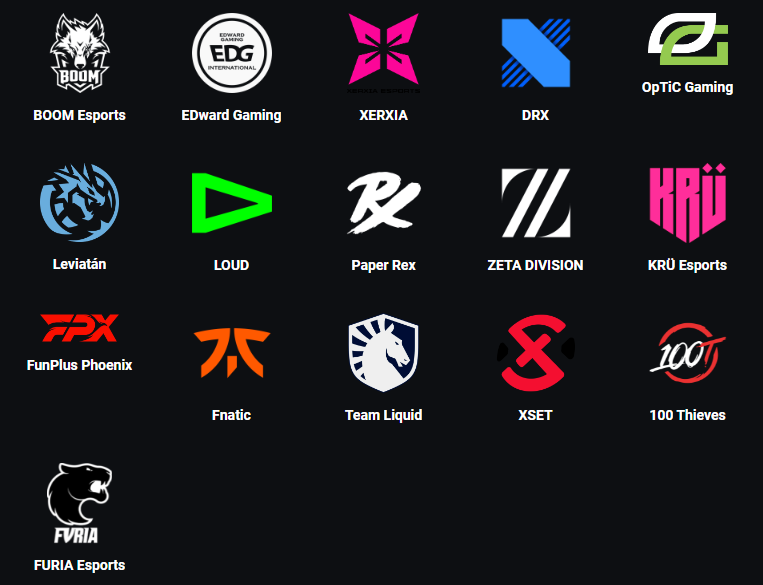 BOOM
EDWARD
GAMING
EDG
INTERNATIONAL
BOOM Esports
EDward Gaming
XERXIA
DRX
OpTiC Gaming
KRÜ
Leviatán
LOUD
Paper Rex
ZETA DIVISION
KRÜ Esports
FPX
100T
FunPlus Phoenix
Fnatic
Team Liquid
XSET
100 Thieves
FURIA
FURIA Esports